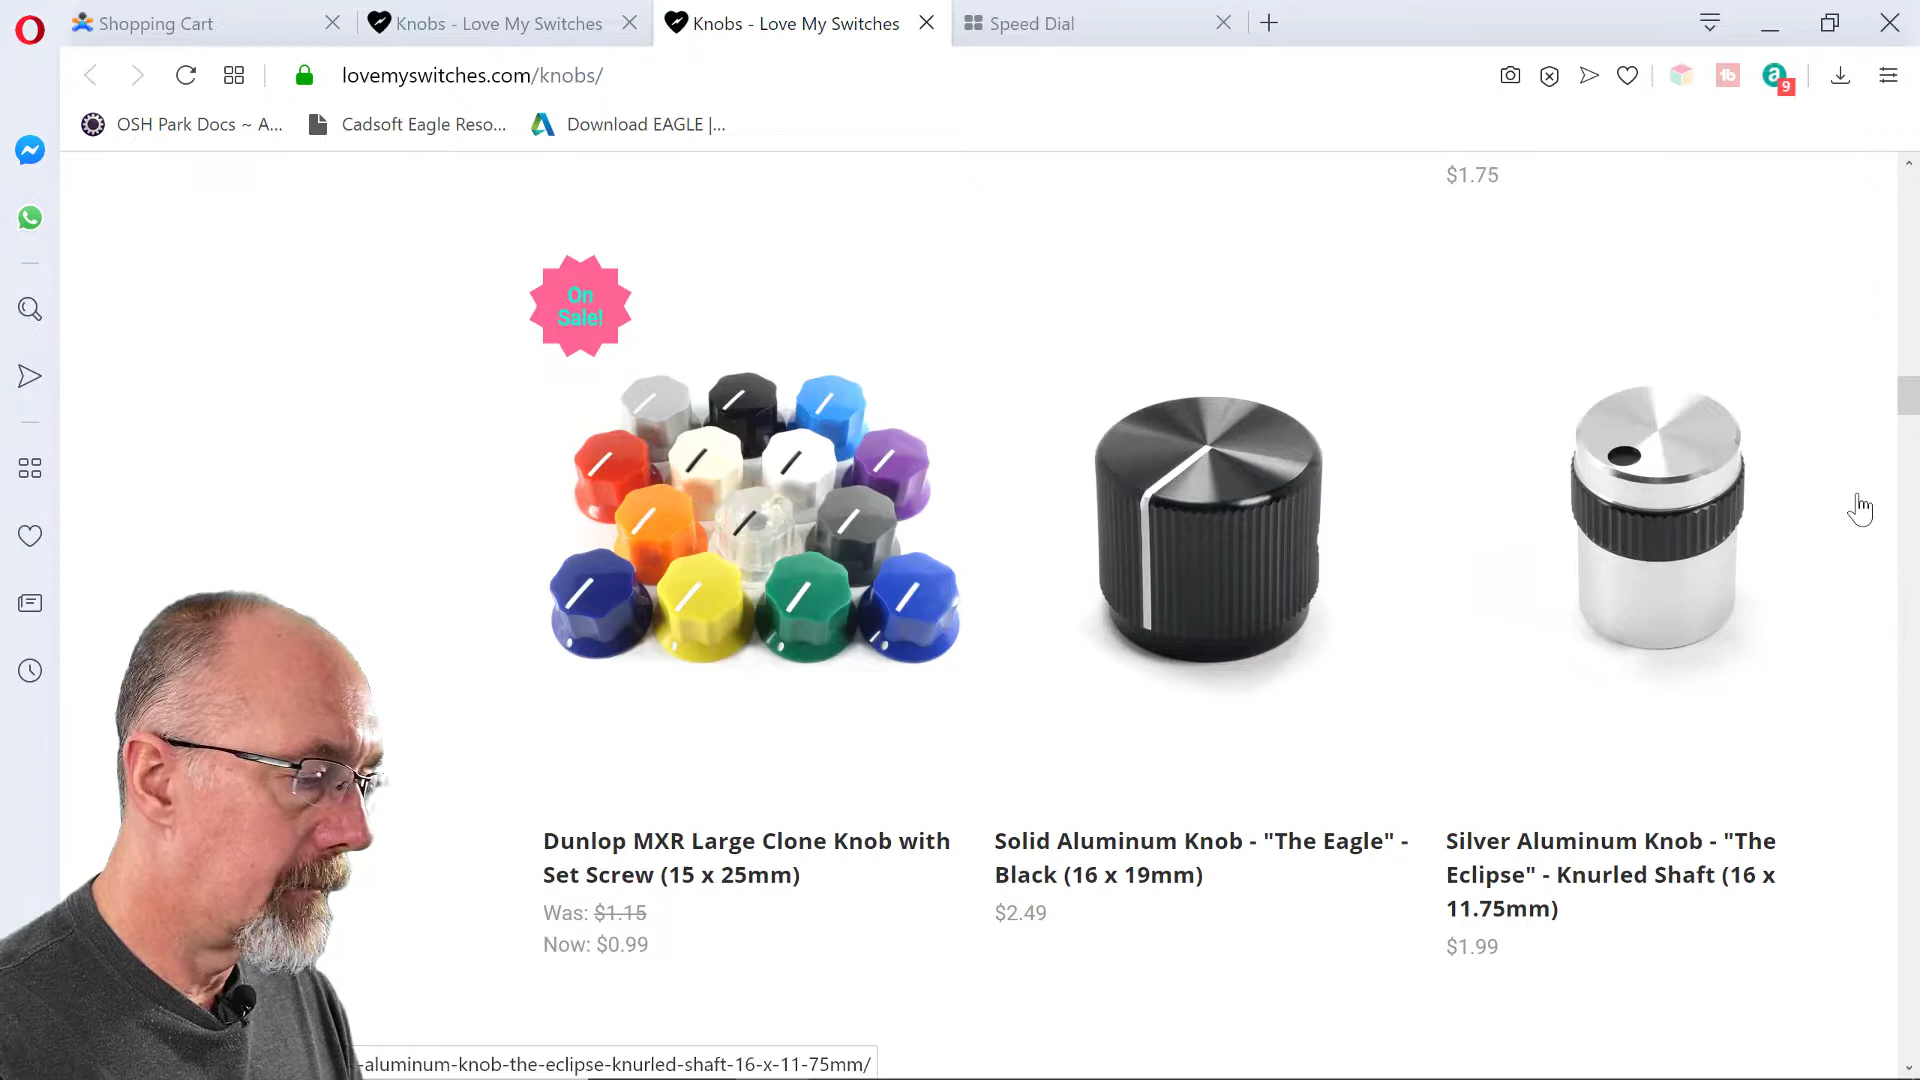 Shopping Cart
Knobs - Love My Switches
Knobs - Love My Switches
Speed Dial
lovemyswitches.com/knobs/
9
OSH Park Docs ~ A...
Cadsoft Eagle Reso...
Download EAGLE |...
$1.75
On
Sale!
Dunlop MXR Large Clone Knob with
Set Screw (15 x 25mm)
Was: $1.15
Now: $0.99
Solid Aluminum Knob - "The Eagle" -
Black (16 x 19mm)
$2.49
Silver Aluminum Knob - "The
Eclipse" - Knurled Shaft (16 x
11.75mm)
$1.99
-aluminum-knob-the-eclipse-knurled-shaft-16-x-11-75mm/